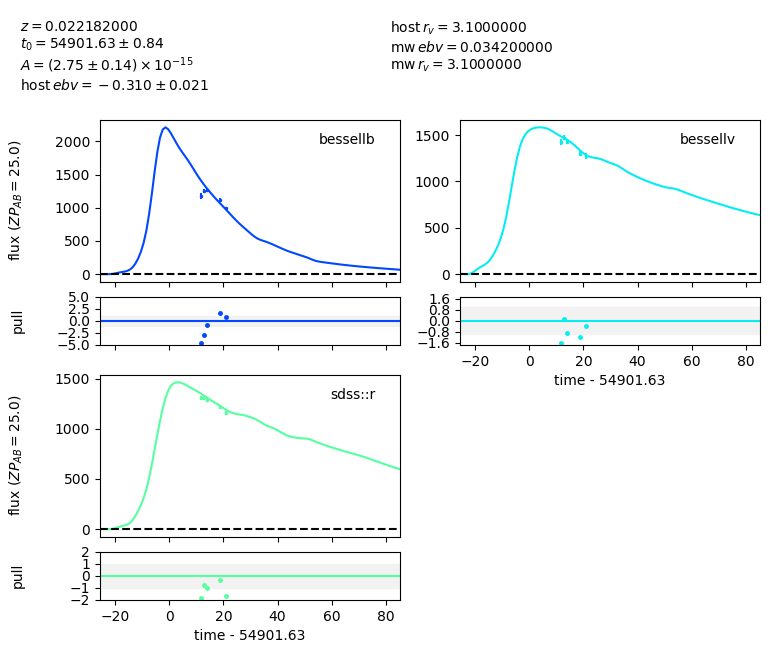 z = 0.022182000
t₀ = 54901.63 ± 0.84
A = (2.75 ± 0.14) × 10⁻¹⁵
host ebv = −0.310 ± 0.021
host r_v = 3.1000000
mw ebv = 0.034200000
mw r_v = 3.1000000
bessellb
flux (ZP_AB = 25.0)
2000
1500
1000
500
0
bessellv
1500
1000
500
0
pull
5.0
2.5
0.0
−2.5
−5.0
1.6
0.8
0.0
−0.8
−1.6
−20 0 20 40 60 80
time - 54901.63
sdss::r
flux (ZP_AB = 25.0)
1500
1000
500
0
pull
2
1
0
−1
−2
−20 0 20 40 60 80
time - 54901.63